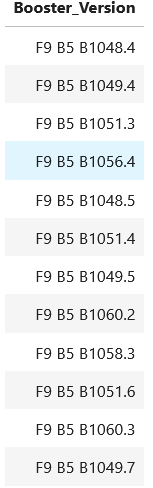 Booster_Version
F9 B5 B1048.4
F9 B5 B1049.4
F9 B5 B1051.3
F9 B5 B1056.4
F9 B5 B1048.5
F9 B5 B1051.4
F9 B5 B1049.5
F9 B5 B1060.2
F9 B5 B1058.3
F9 B5 B1051.6
F9 B5 B1060.3
F9 B5 B1049.7